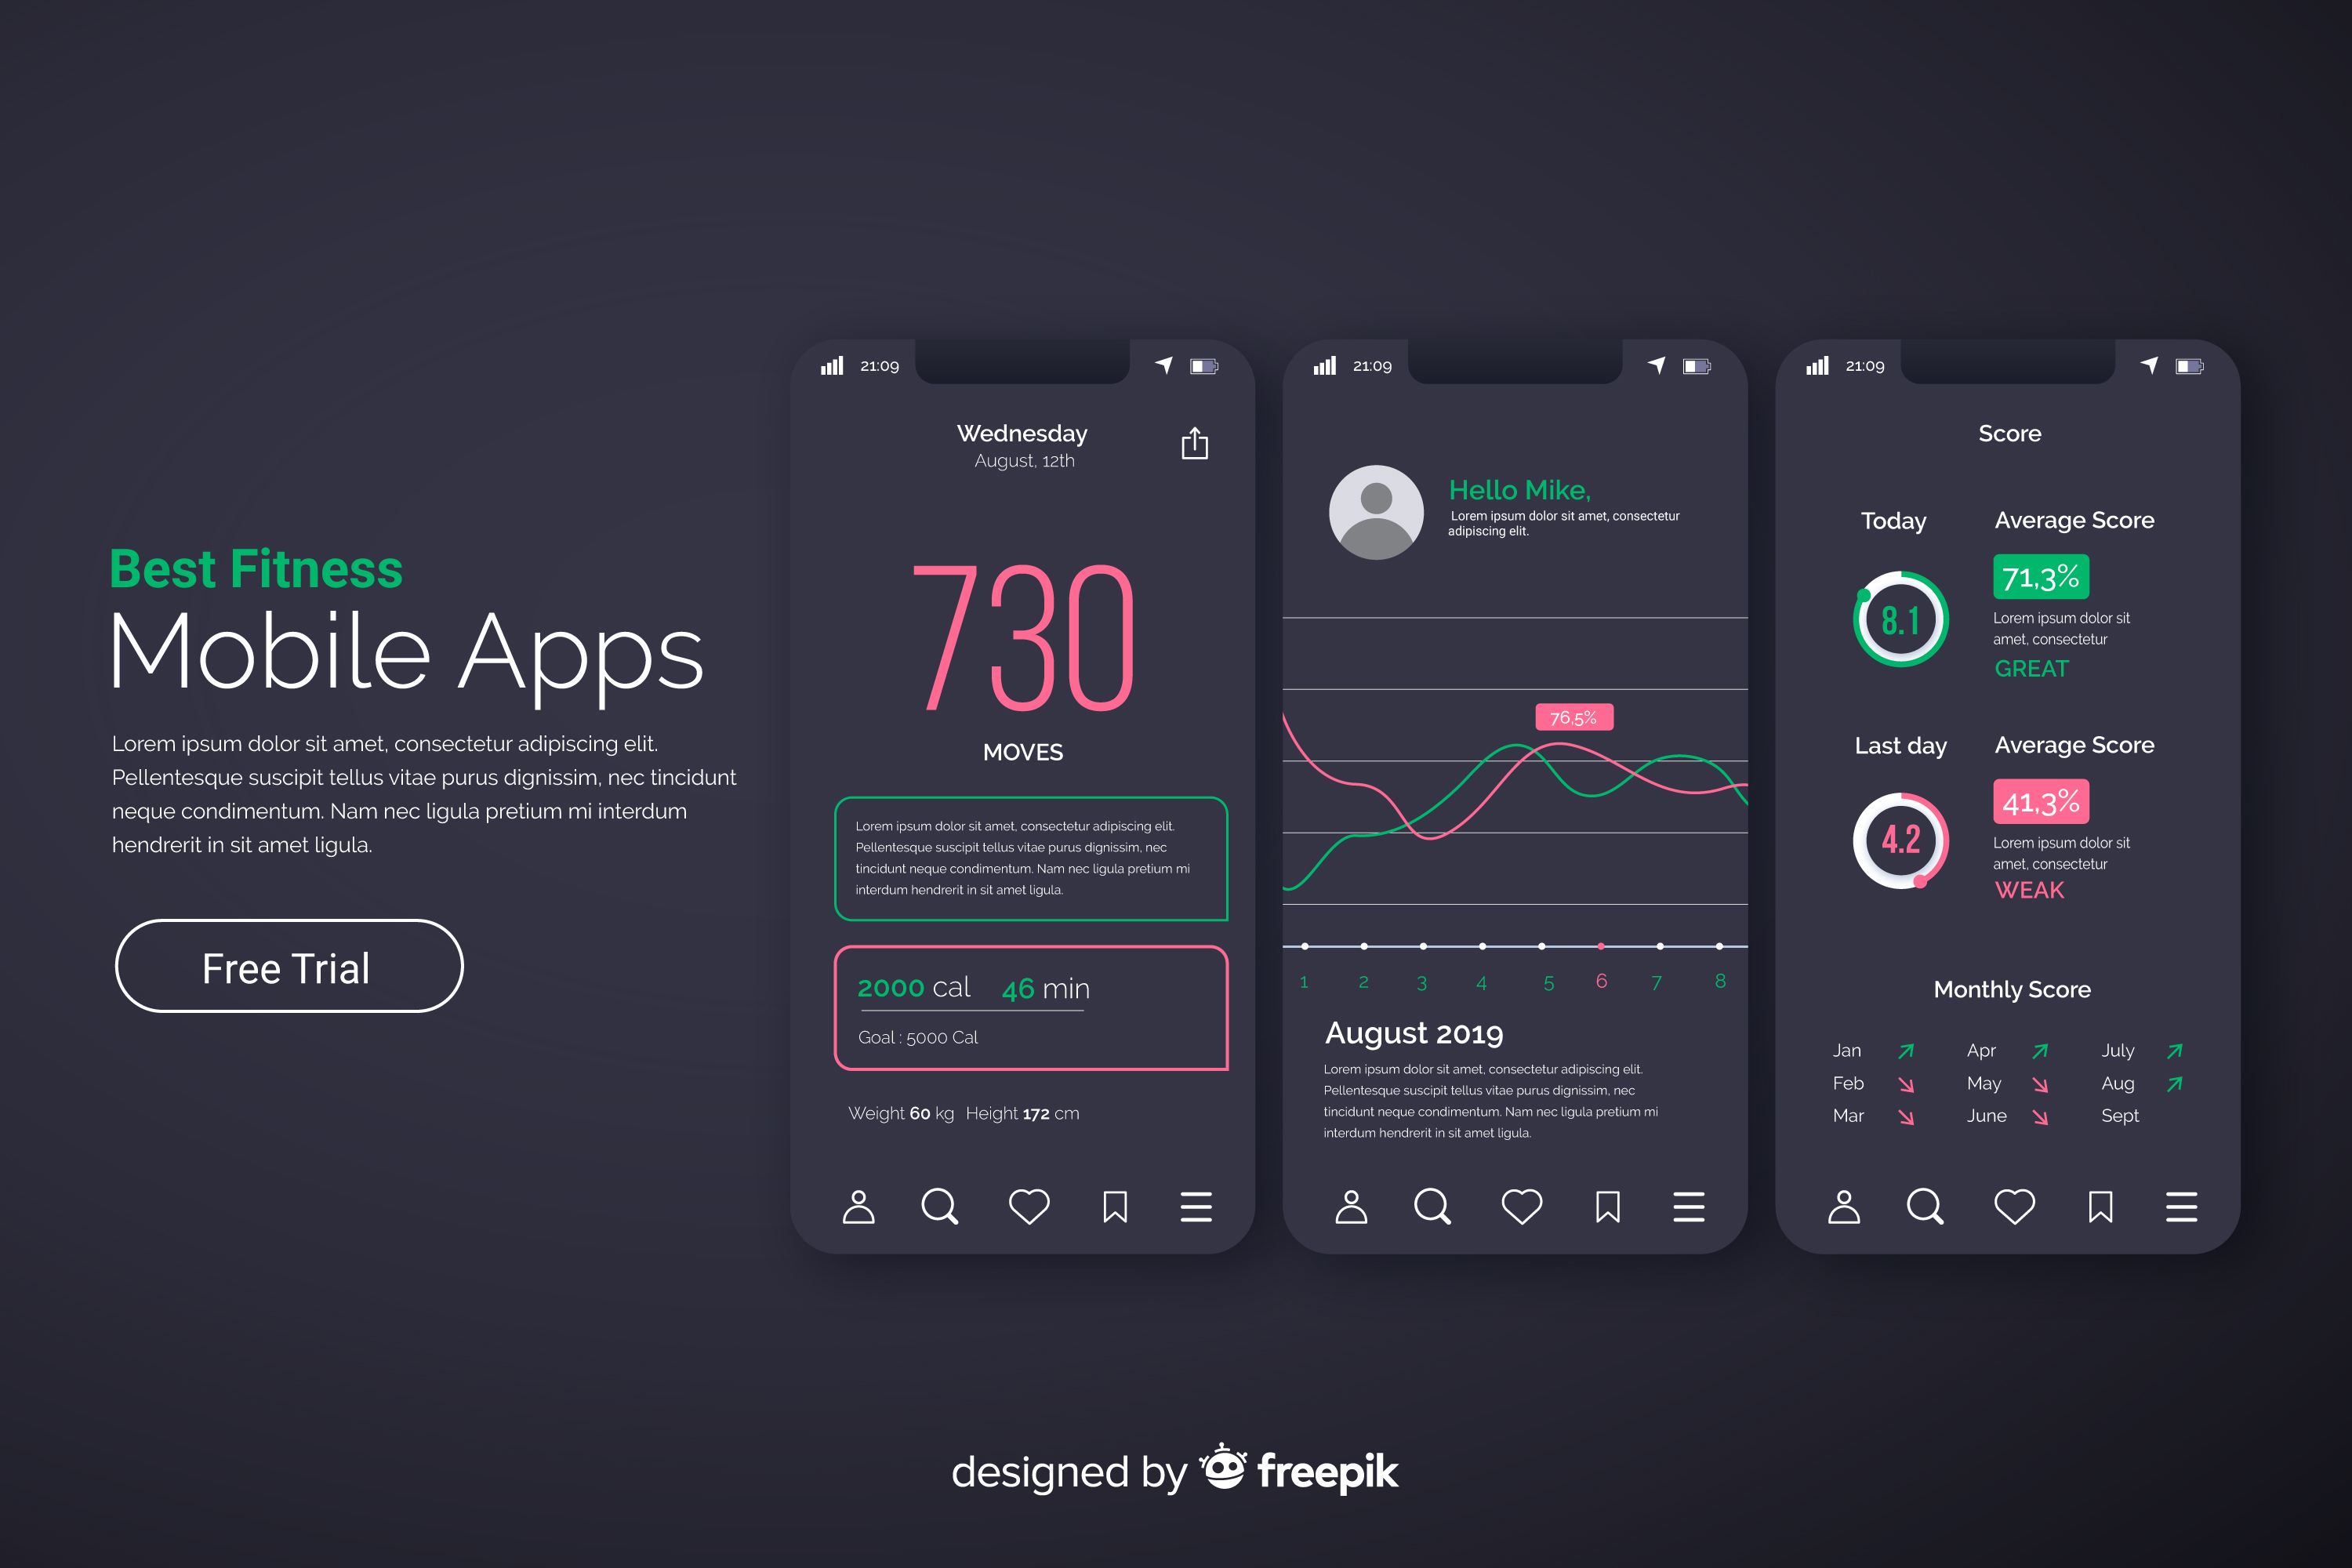 Best Fitness
Mobile Apps
Lorem ipsum dolor sit amet, consectetur adipiscing elit.
Pellentesque suscipit tellus vitae purus dignissim, nec tincidunt
neque condimentum. Nam nec ligula pretium mi interdum
hendrerit in sit amet ligula.
Free Trial
21:09
Wednesday
August, 12th
730
MOVES
Lorem ipsum dolor sit amet, consectetur adipiscing elit.
Pellentesque suscipit tellus vitae purus dignissim, nec
tincidunt neque condimentum. Nam nec ligula pretium mi
interdum hendrerit in sit amet ligula.
2000 cal 46 min
Goal : 5000 Cal
Weight 60 kg Height 172 cm
21:09
Hello Mike,
Lorem ipsum dolor sit amet, consectetur
adipiscing elit.
76,5%
1 2 3 4 5 6 7 8
August 2019
Lorem ipsum dolor sit amet, consectetur adipiscing elit.
Pellentesque suscipit tellus vitae purus dignissim, nec
tincidunt neque condimentum. Nam nec ligula pretium mi
interdum hendrerit in sit amet ligula.
21:09
Score
Today
8.1
Average Score
71,3%
Lorem ipsum dolor sit
amet, consectetur
GREAT
Last day
4.2
Average Score
41,3%
Lorem ipsum dolor sit
amet, consectetur
WEAK
Monthly Score
Jan Apr July
Feb May Aug
Mar June Sept
designed by freepik